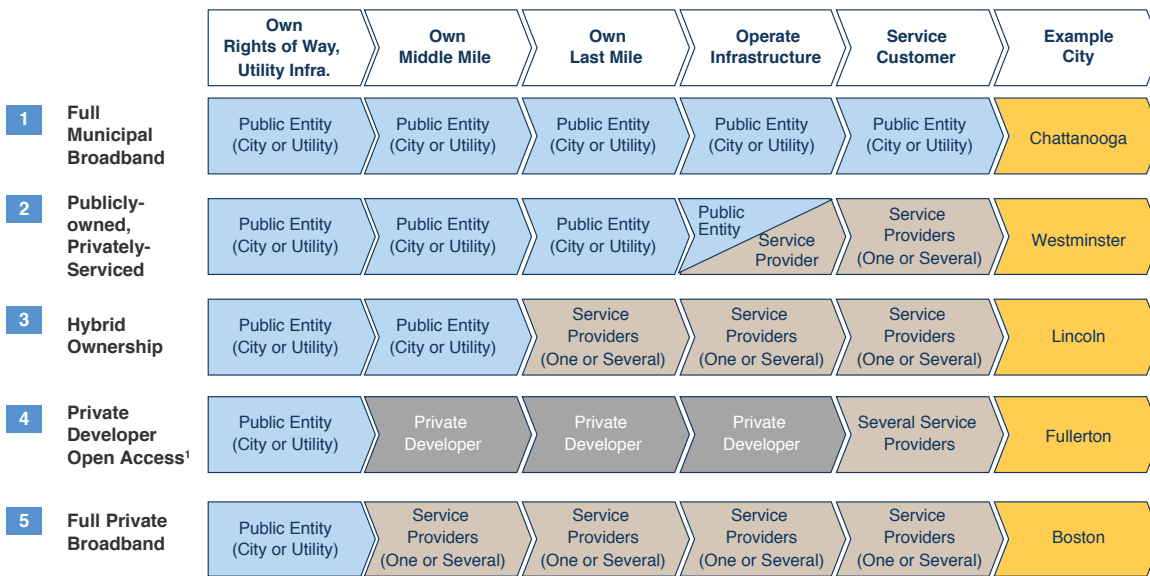 Own
Rights of Way,
Utility Infra.
Own
Middle Mile
Own
Last Mile
Operate
Infrastructure
Service
Customer
Example
City
1
Full
Municipal
Broadband
Public Entity
(City or Utility)
Public Entity
(City or Utility)
Public Entity
(City or Utility)
Public Entity
(City or Utility)
Public Entity
(City or Utility)
Chattanooga
2
Publicly-
owned,
Privately-
Serviced
Public Entity
(City or Utility)
Public Entity
(City or Utility)
Public Entity
(City or Utility)
Public
Entity
Service
Provider
Service
Providers
(One or Several)
Westminster
3
Hybrid
Ownership
Public Entity
(City or Utility)
Public Entity
(City or Utility)
Service
Providers
(One or Several)
Service
Providers
(One or Several)
Service
Providers
(One or Several)
Lincoln
4
Private
Developer
Open Access¹
Public Entity
(City or Utility)
Private
Developer
Private
Developer
Private
Developer
Several Service
Providers
Fullerton
5
Full Private
Broadband
Public Entity
(City or Utility)
Service
Providers
(One or Several)
Service
Providers
(One or Several)
Service
Providers
(One or Several)
Service
Providers
(One or Several)
Boston